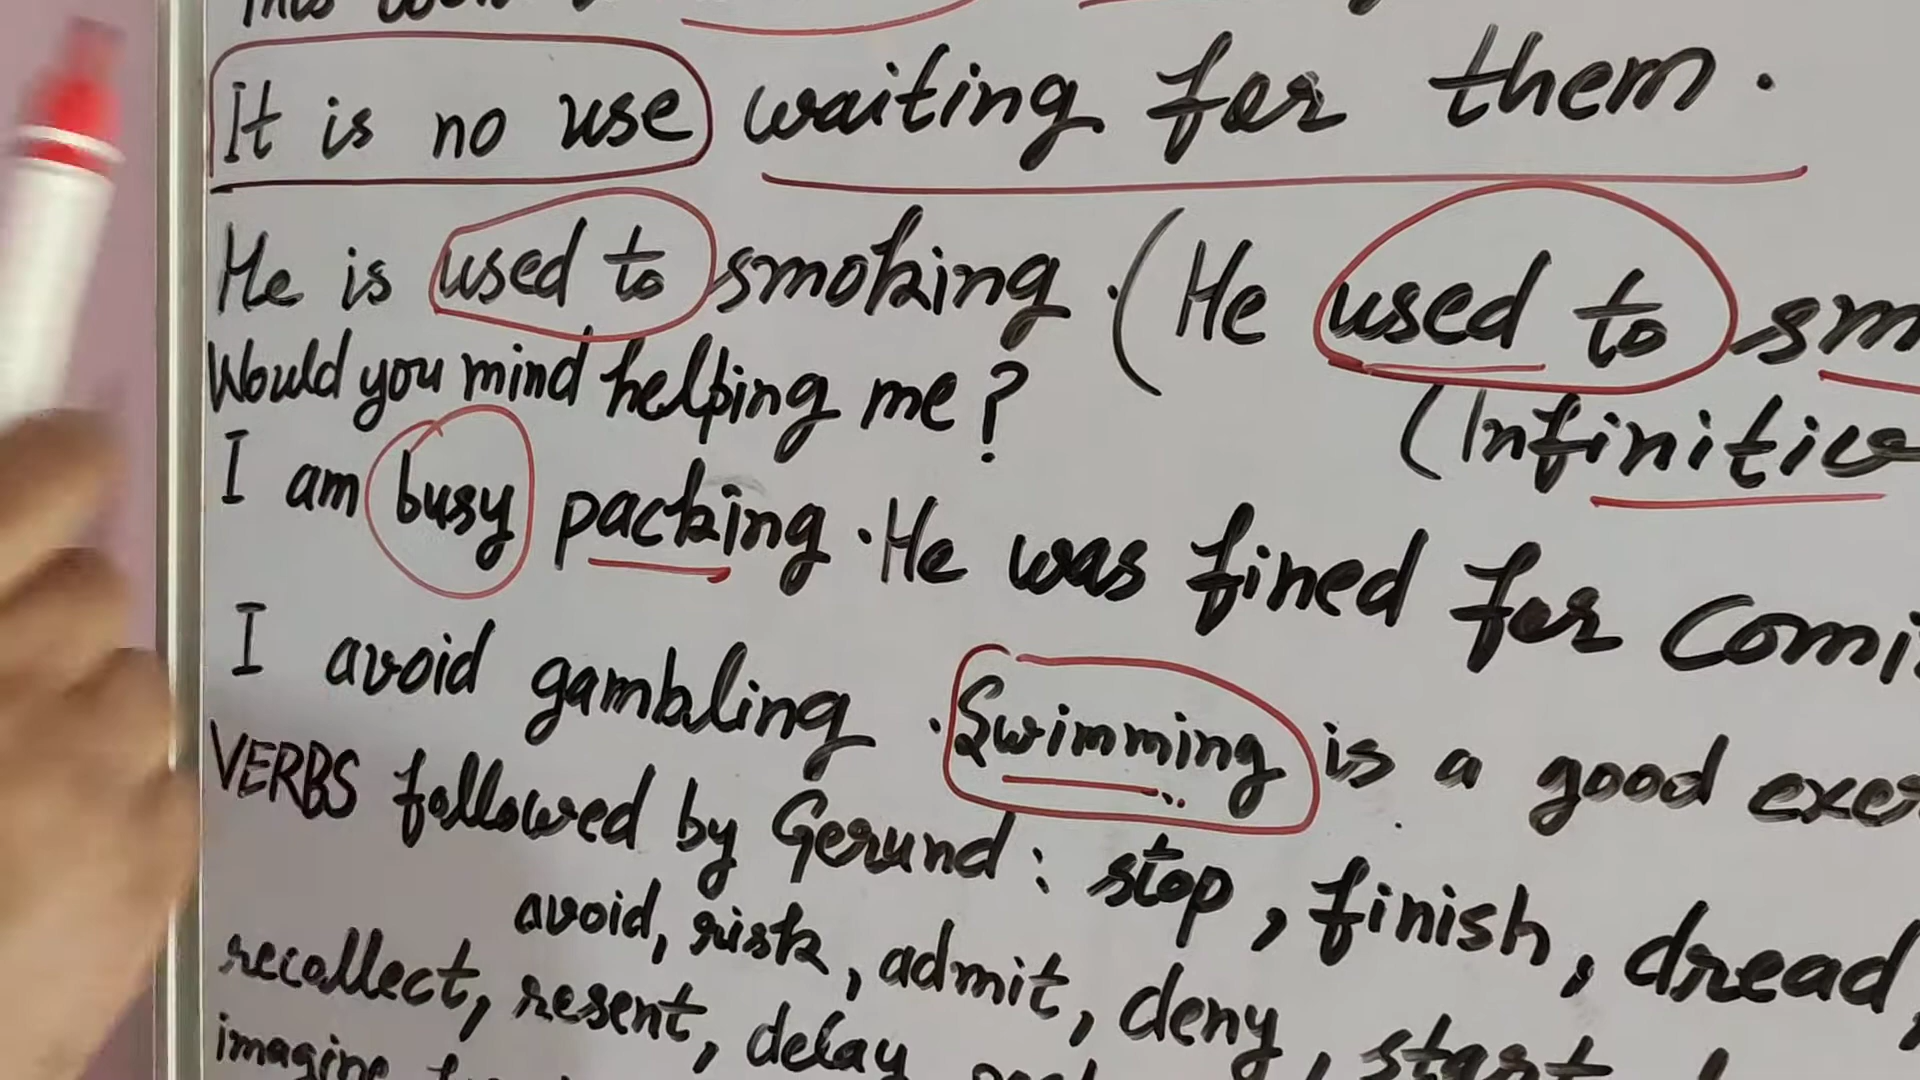 It is no use waiting for them.
He is used to smoking. (He used to
Would you mind helping me?
(Infinitive
I am busy packing. He was fined for
I avoid gambling. Swimming is a good
VERBS followed by Gerund: stop, finish, dread,
avoid, risk, admit, deny, start
recollect, resent, delay
imagine